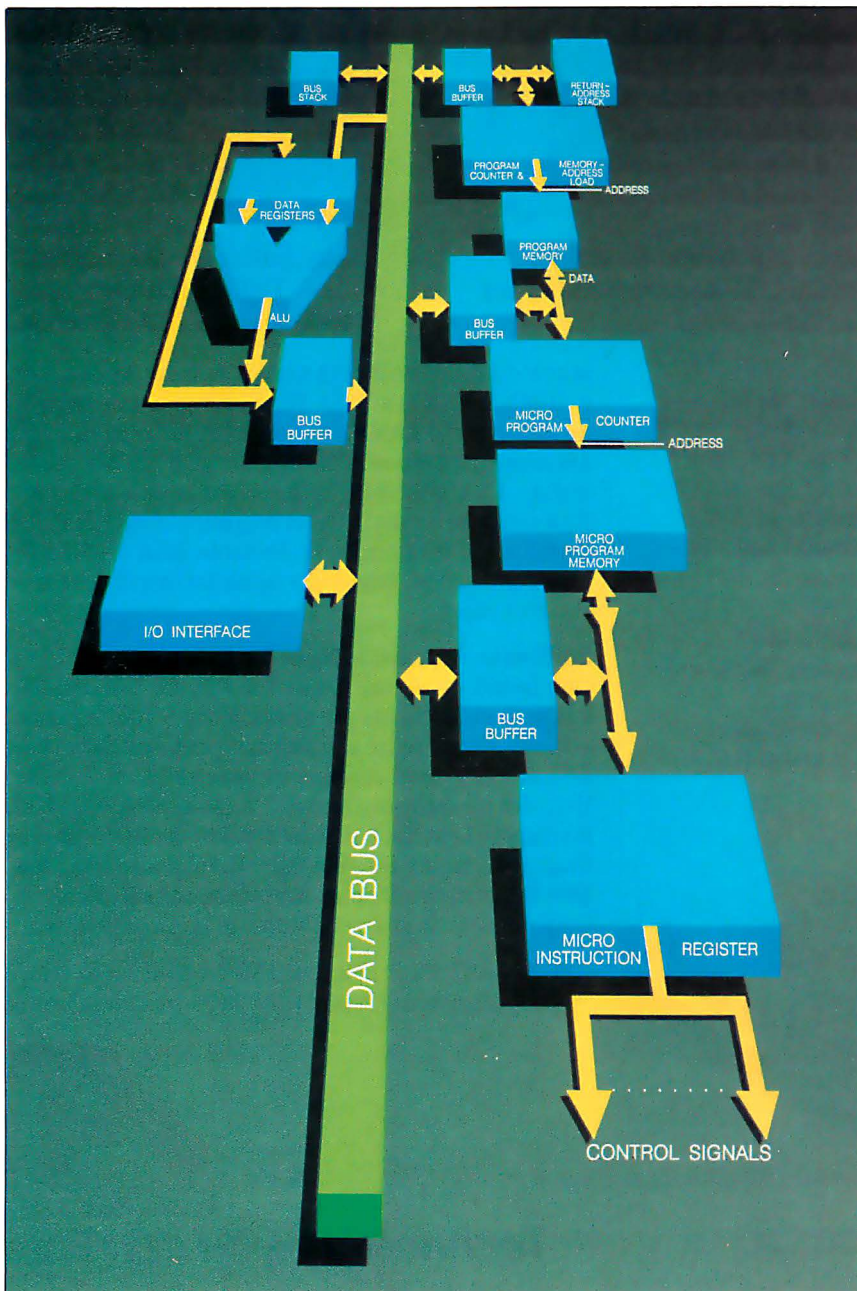 BUS
STACK
BUS
BUFFER
RETURN-
ADDRESS
STACK
PROGRAM
COUNTER &
MEMORY-
ADDRESS
LOAD
ADDRESS
DATA
REGISTERS
PROGRAM
MEMORY
DATA
ALU
BUS
BUFFER
BUS
BUFFER
MICRO
PROGRAM
COUNTER
ADDRESS
MICRO
PROGRAM
MEMORY
I/O INTERFACE
BUS
BUFFER
DATA BUS
MICRO
INSTRUCTION
REGISTER
CONTROL SIGNALS